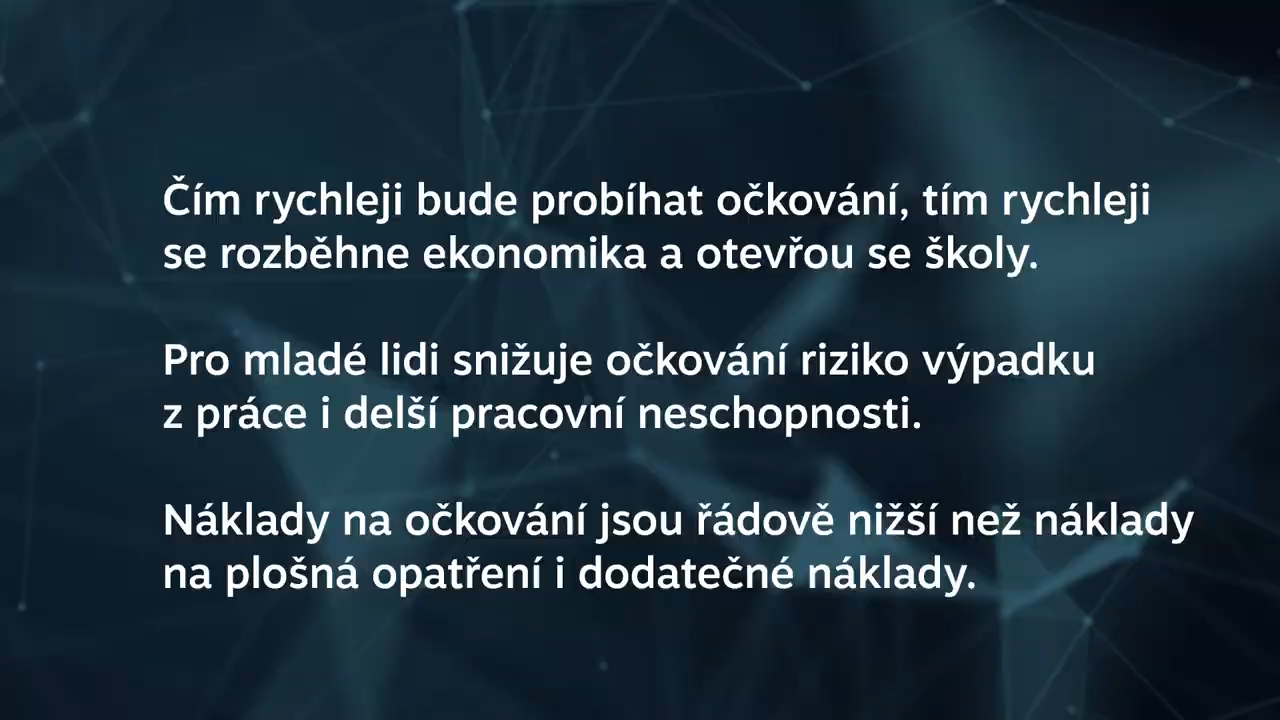 Čím rychleji bude probíhat očkování, tím rychleji
se rozběhne ekonomika a otevřou se školy.
Pro mladé lidi snižuje očkování riziko výpadku
z práce i delší pracovní neschopnosti.
Náklady na očkování jsou řádově nižší než náklady
na plošná opatření i dodatečné náklady.